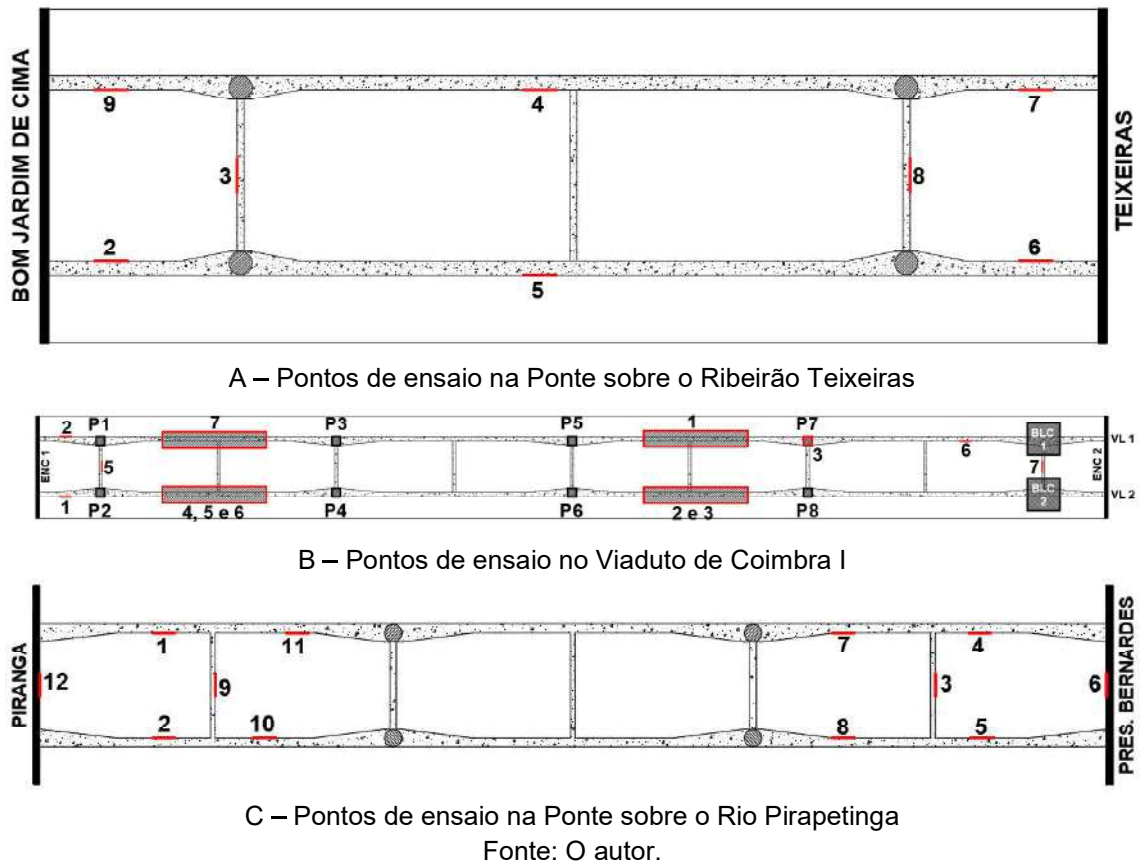 BOM JARDIM DE CIMA
9
4
7
TEIXEIRAS
3
8
2
6
5
A – Pontos de ensaio na Ponte sobre o Ribeirão Teixeiras
2 P1 7 P3 P5 1 P7 BLC 1 VL 1
ENC 1 5 3 6 7 ENC 2
1 P2 4, 5 e 6 P4 P6 2 e 3 P8 BLC 2 VL 2
B – Pontos de ensaio no Viaduto de Coimbra I
PIRANGA
1
11
7
4
PRES. BERNARDES
12
9
3
6
2
10
8
5
C – Pontos de ensaio na Ponte sobre o Rio Pirapetinga
Fonte: O autor.